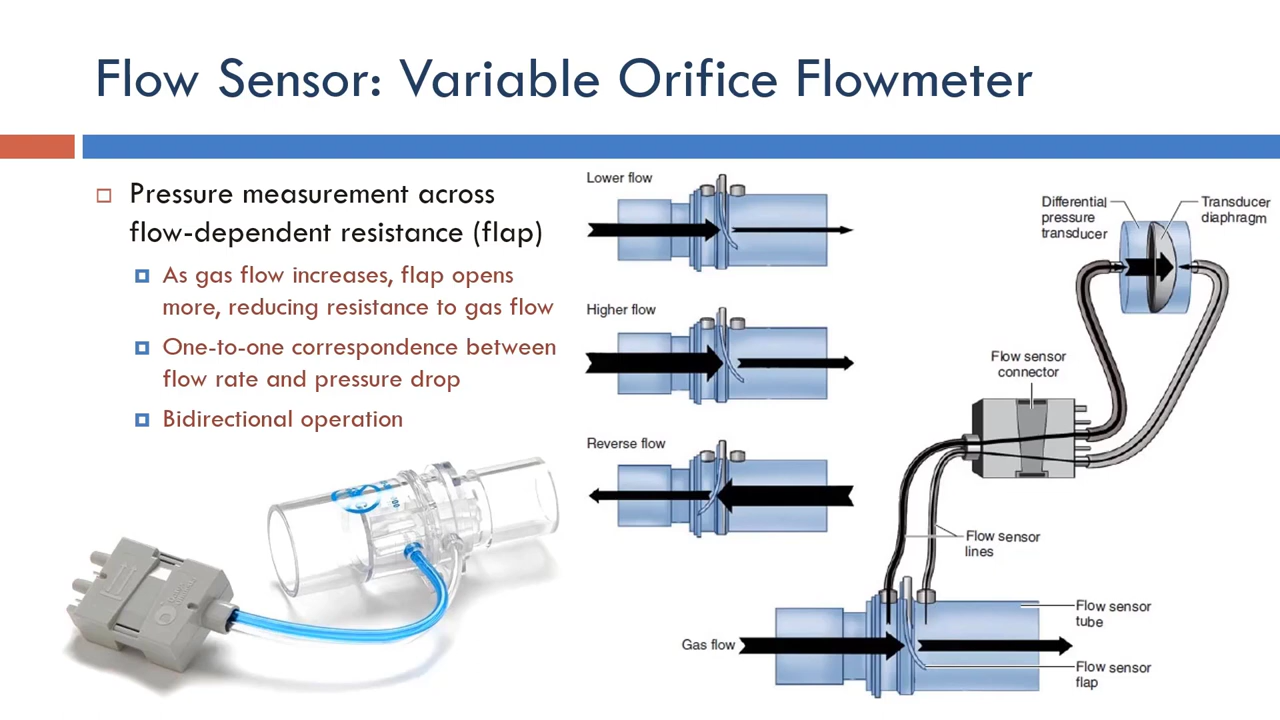 Flow Sensor: Variable Orifice Flowmeter
Pressure measurement across
flow-dependent resistance (flap)
As gas flow increases, flap opens
more, reducing resistance to gas flow
One-to-one correspondence between
flow rate and pressure drop
Bidirectional operation
Lower flow
Higher flow
Reverse flow
Differential
pressure
transducer
Transducer
diaphragm
Flow sensor
connector
Flow sensor
lines
Gas flow
Flow sensor
tube
Flow sensor
flap